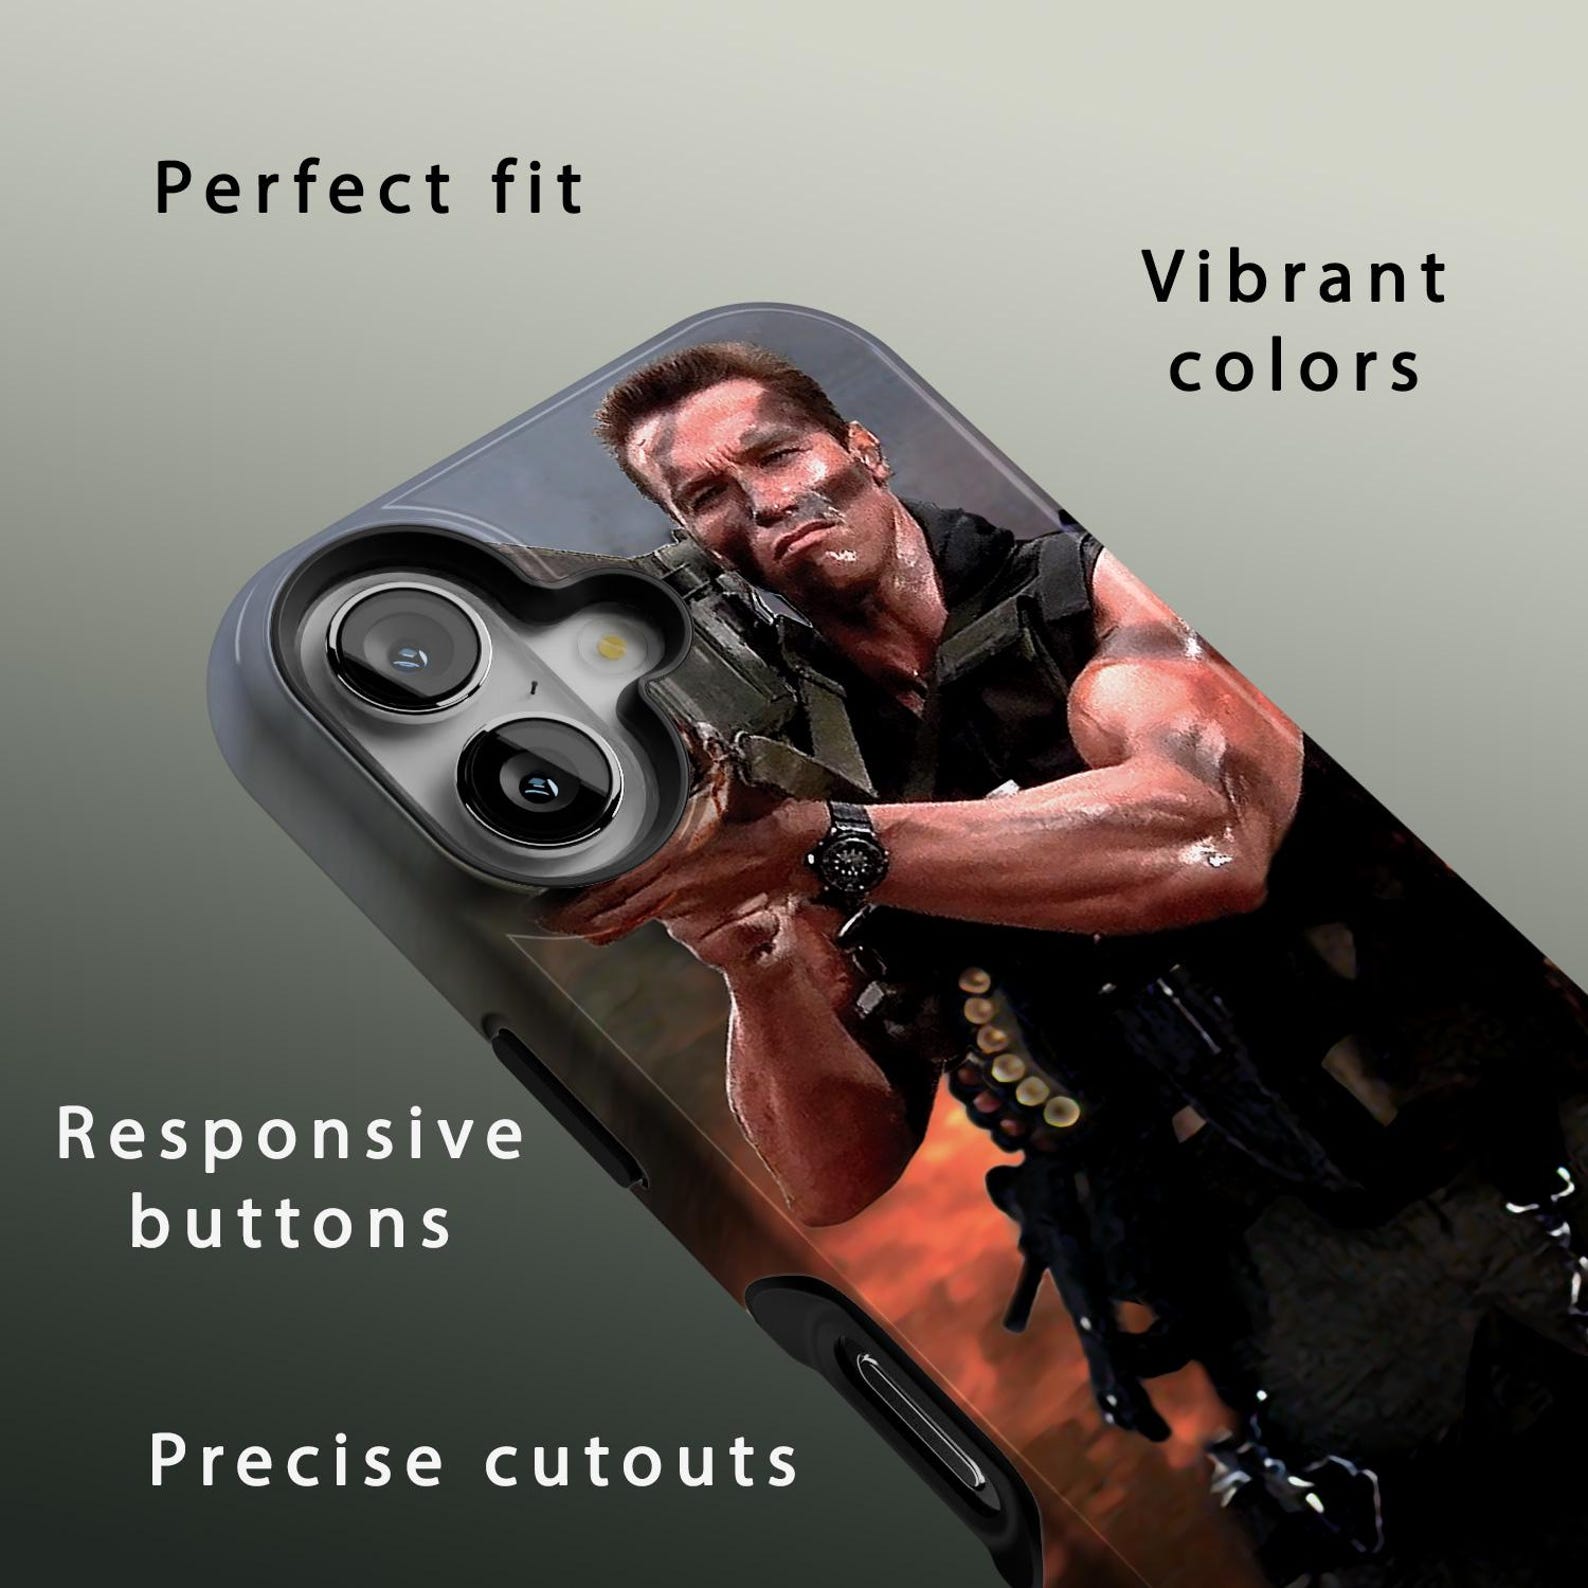 Perfect fit
Vibrant
colors
Responsive
buttons
Precise cutouts